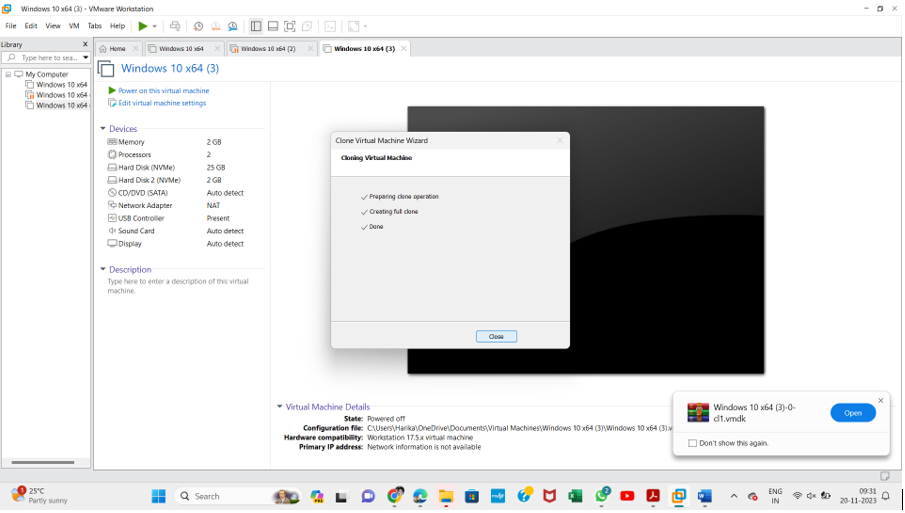 Windows 10 x64 (3) - VMware Workstation
File Edit View VM Tabs Help
Library
Type here to sea...
My Computer
Windows 10 x64
Windows 10 x64
Windows 10 x64
Home
Windows 10 x64
Windows 10 x64 (2)
Windows 10 x64 (3)
Windows 10 x64 (3)
Power on this virtual machine
Edit virtual machine settings
Devices
Memory 2 GB
Processors 2
Hard Disk (NVMe) 25 GB
Hard Disk 2 (NVMe) 2 GB
CD/DVD (SATA) Auto detect
Network Adapter NAT
USB Controller Present
Sound Card Auto detect
Display Auto detect
Description
Type here to enter a description of this virtual
machine.
Clone Virtual Machine Wizard
Cloning Virtual Machine
Preparing clone operation
Creating full clone
Done
Close
Virtual Machine Details
State: Powered off
Configuration file: C:\Users\Harika\OneDrive\Documents\Virtual Machines\Windows 10 x64 (3)\Windows 10 x64 (3).v
Hardware compatibility: Workstation 17.5.x virtual machine
Primary IP address: Network information is not available
Windows 10 x64 (3)-0-
cl1.vmdk
Open
Don't show this again.
1
25°C
Partly sunny
Search
2
ENG
IN
09:31
20-11-2023